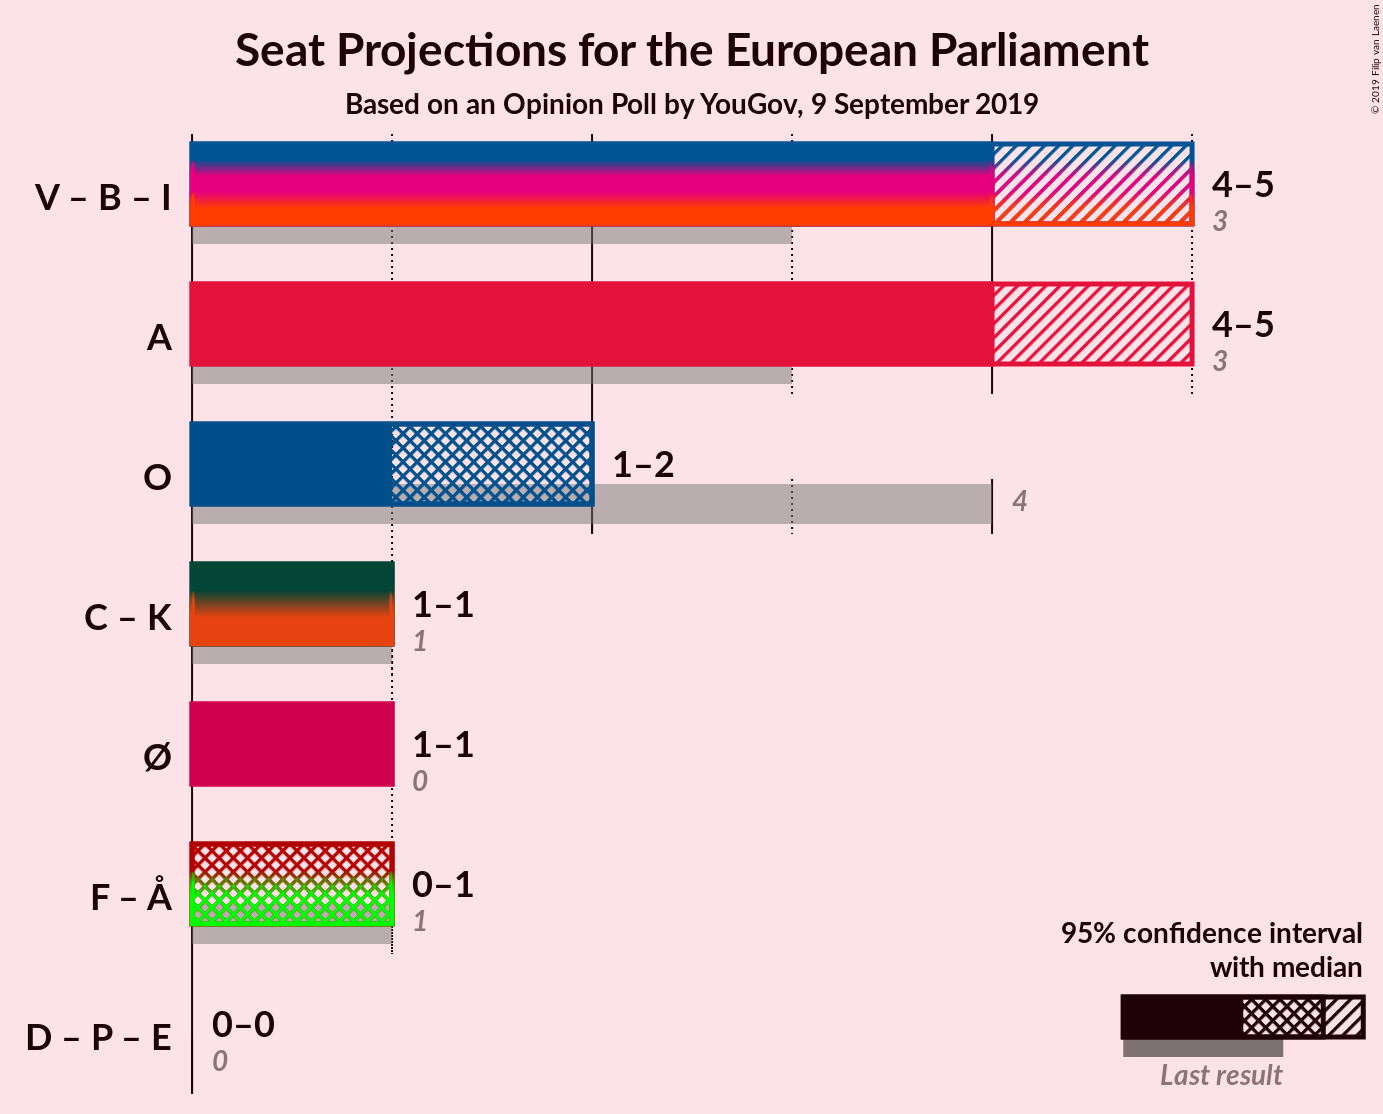 Seat Projections for the European Parliament
Based on an Opinion Poll by YouGov, 9 September 2019
© 2019 Filip van Laenen
V – B – I
4–5
3
A
4–5
3
O
1–2
4
C – K
1–1
1
Ø
1–1
0
F – Å
0–1
1
D – P – E
0–0
0
95% confidence interval
with median
Last result